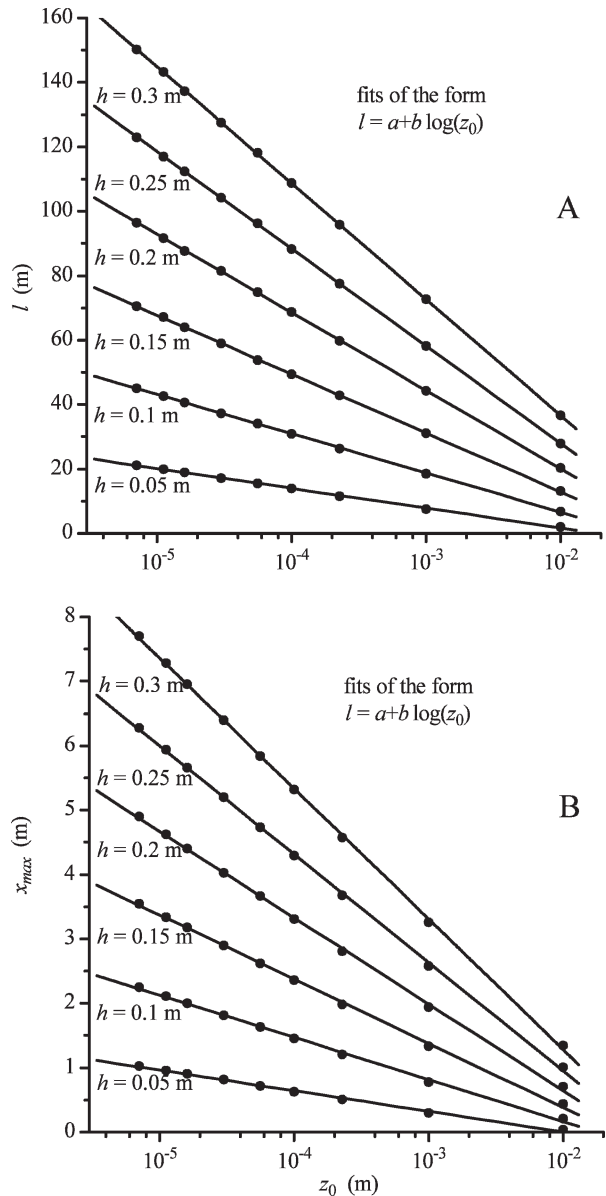 160
140
120
100
80
60
40
20
0
l (m)
h = 0.3 m
h = 0.25 m
h = 0.2 m
h = 0.15 m
h = 0.1 m
h = 0.05 m
fits of the form
l = a+b log(z₀)
A
10⁻⁵ 10⁻⁴ 10⁻³ 10⁻²
8
7
6
5
4
3
2
1
0
xmax (m)
h = 0.3 m
h = 0.25 m
h = 0.2 m
h = 0.15 m
h = 0.1 m
h = 0.05 m
fits of the form
l = a+b log(z₀)
B
10⁻⁵ 10⁻⁴ 10⁻³ 10⁻²
z₀ (m)